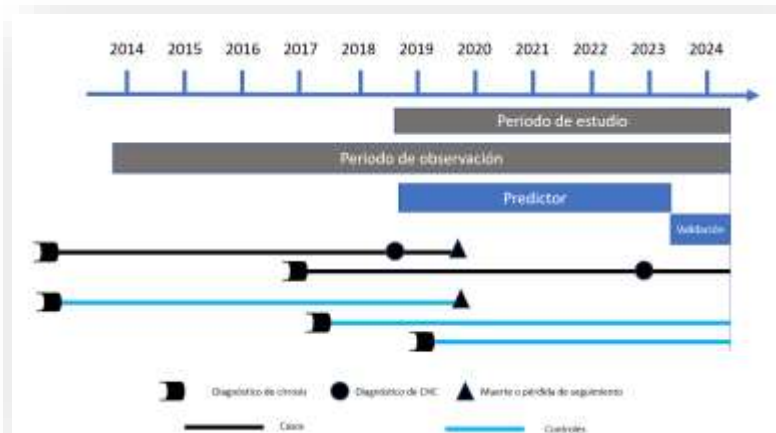 2014 2015 2016 2017 2018 2019 2020 2021 2022 2023 2024
Periodo de estudio
Periodo de observación
Predictor
Validación
Diagnóstico de cirrosis Diagnóstico de CHC Muerte o pérdida de seguimiento
Casos Controles